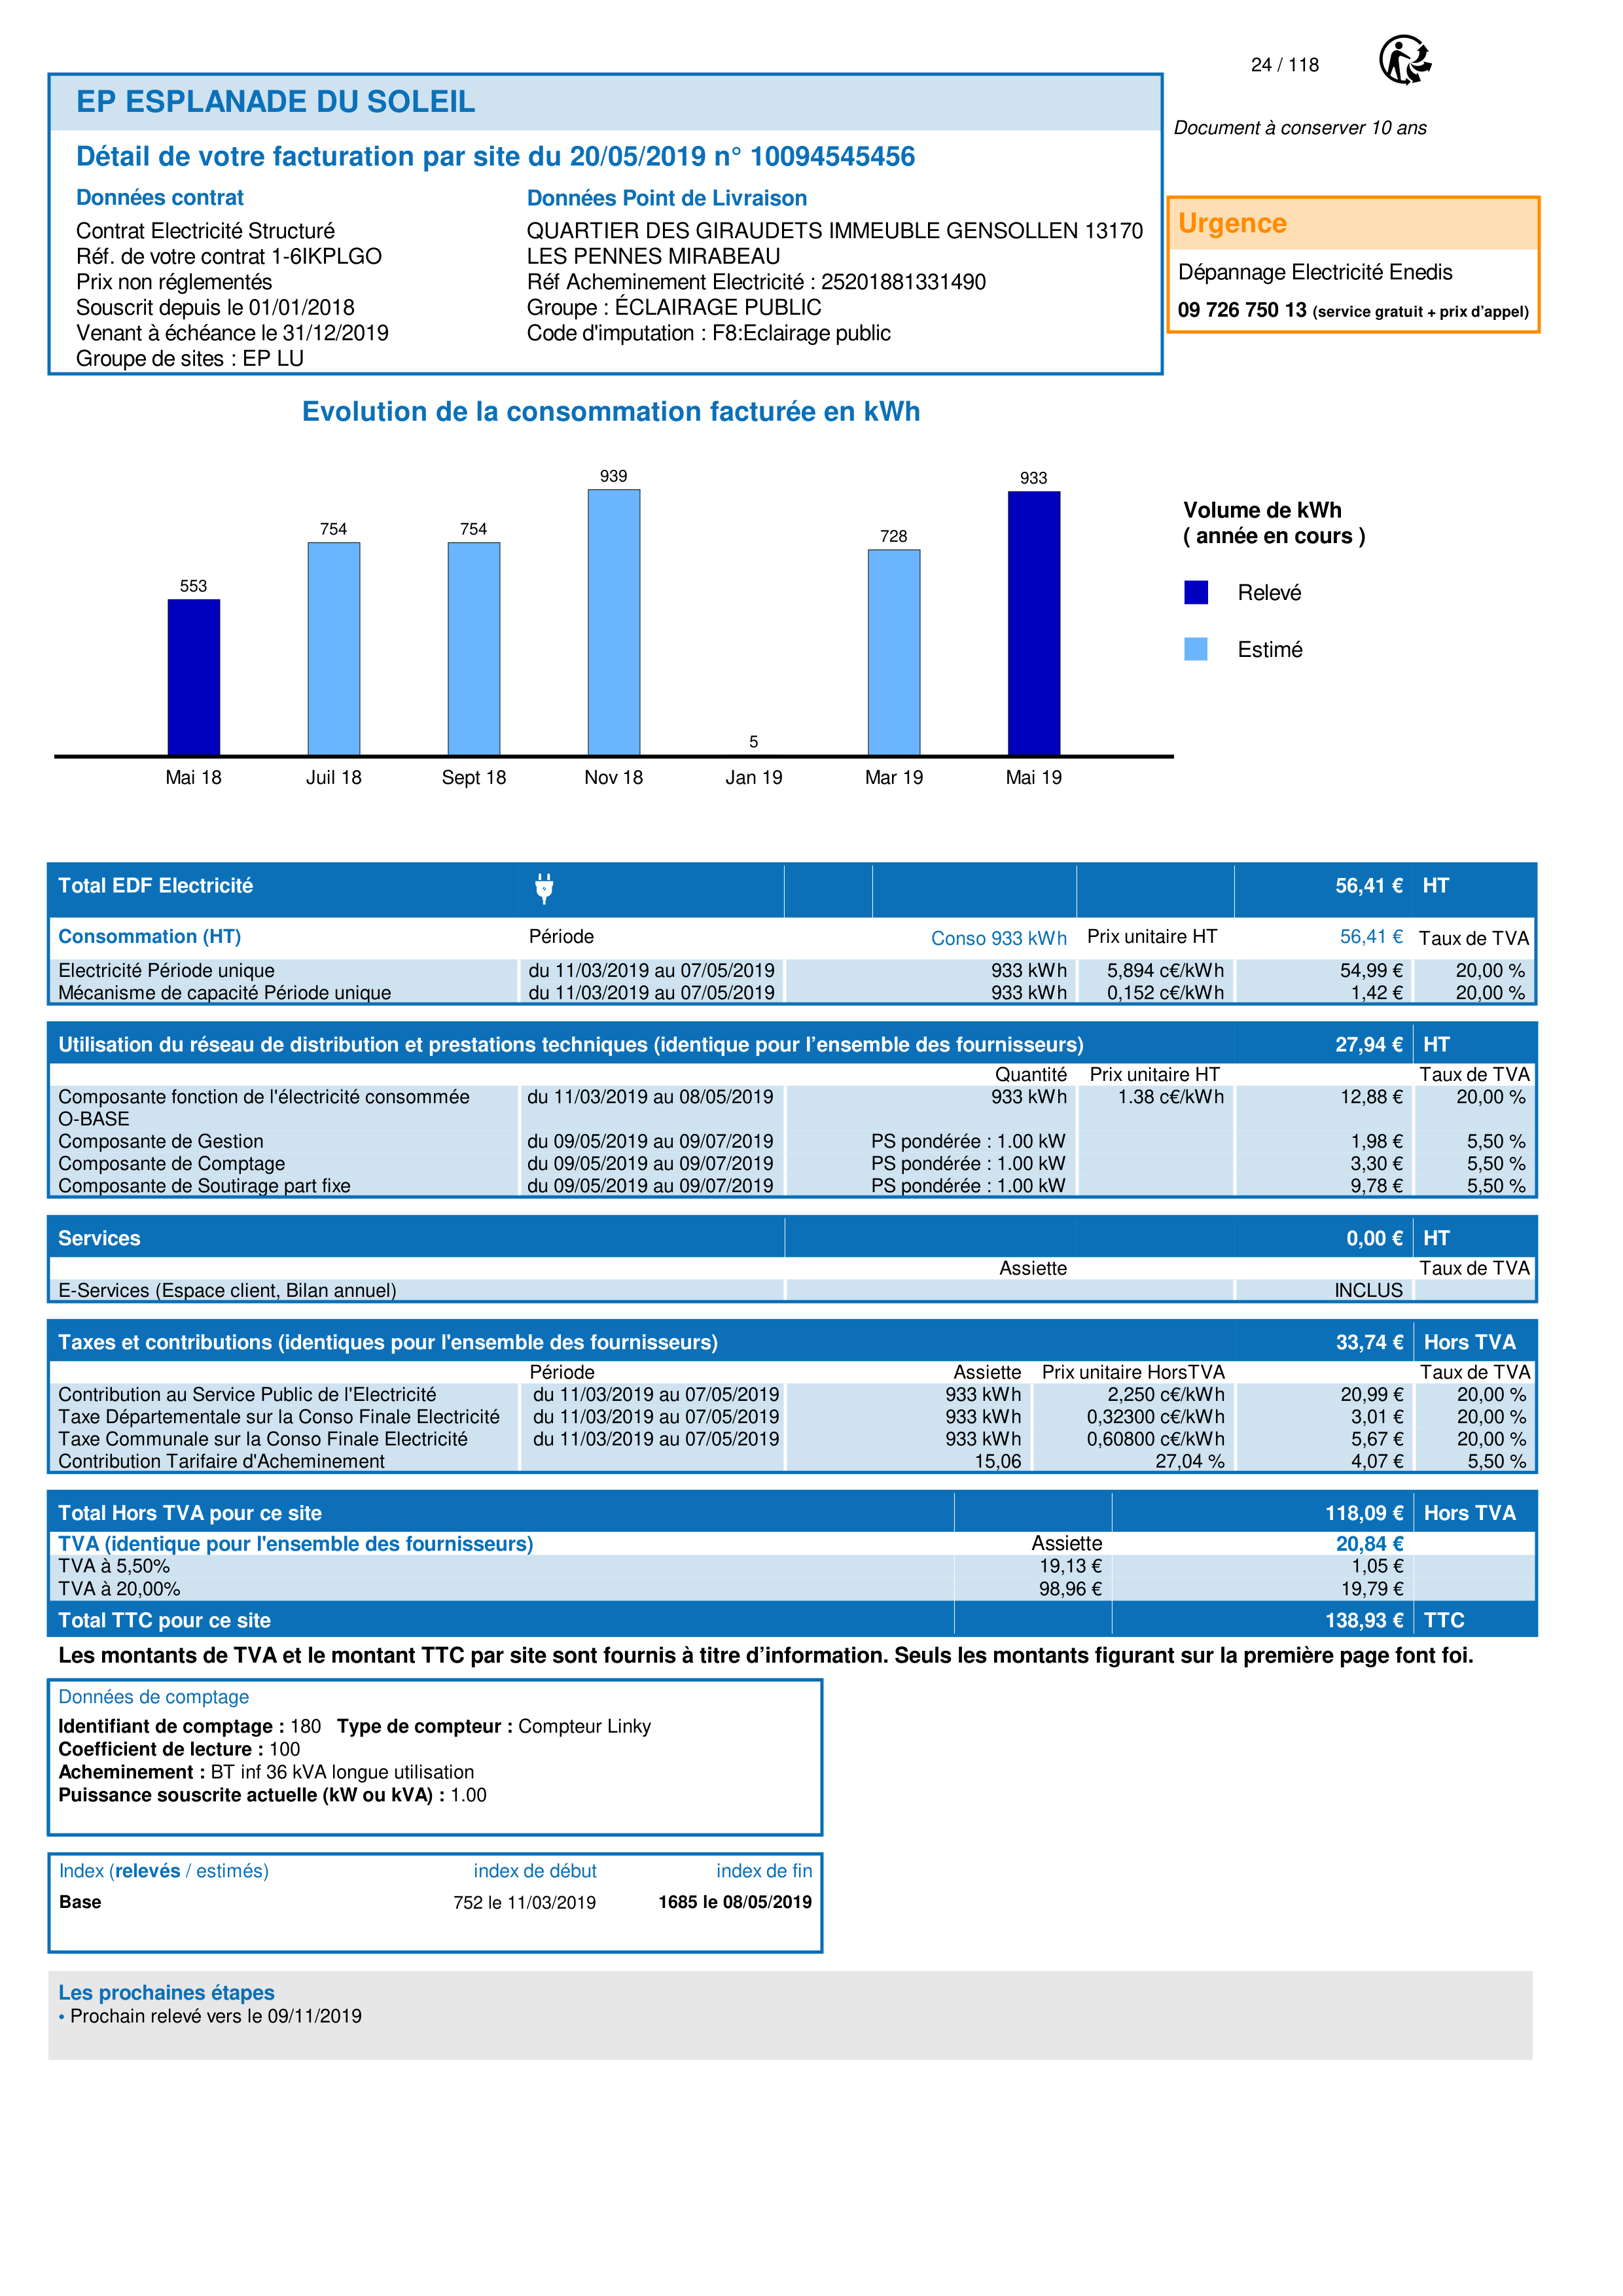 24 / 118
EP ESPLANADE DU SOLEIL
Document à conserver 10 ans
Détail de votre facturation par site du 20/05/2019 n° 10094545456
Données contrat
Contrat Electricité Structuré
Réf. de votre contrat 1-6IKPLGO
Prix non réglementés
Souscrit depuis le 01/01/2018
Venant à échéance le 31/12/2019
Groupe de sites : EP LU
Données Point de Livraison
QUARTIER DES GIRAUDETS IMMEUBLE GENSOLLEN 13170
LES PENNES MIRABEAU
Réf Acheminement Electricité : 25201881331490
Groupe : ÉCLAIRAGE PUBLIC
Code d'imputation : F8:Eclairage public
Urgence
Dépannage Electricité Enedis
09 726 750 13 (service gratuit + prix d’appel)
Evolution de la consommation facturée en kWh
553 754 754 939 5 728 933
Mai 18 Juil 18 Sept 18 Nov 18 Jan 19 Mar 19 Mai 19
Volume de kWh
( année en cours )
Relevé
Estimé
Total EDF Electricité 56,41 € HT
Consommation (HT) Période Conso 933 kWh Prix unitaire HT 56,41 € Taux de TVA
Electricité Période unique du 11/03/2019 au 07/05/2019 933 kWh 5,894 c€/kWh 54,99 € 20,00 %
Mécanisme de capacité Période unique du 11/03/2019 au 07/05/2019 933 kWh 0,152 c€/kWh 1,42 € 20,00 %
Utilisation du réseau de distribution et prestations techniques (identique pour l’ensemble des fournisseurs) 27,94 € HT
Quantité Prix unitaire HT Taux de TVA
Composante fonction de l'électricité consommée du 11/03/2019 au 08/05/2019 933 kWh 1.38 c€/kWh 12,88 € 20,00 %
O-BASE
Composante de Gestion du 09/05/2019 au 09/07/2019 PS pondérée : 1.00 kW 1,98 € 5,50 %
Composante de Comptage du 09/05/2019 au 09/07/2019 PS pondérée : 1.00 kW 3,30 € 5,50 %
Composante de Soutirage part fixe du 09/05/2019 au 09/07/2019 PS pondérée : 1.00 kW 9,78 € 5,50 %
Services 0,00 € HT
Assiette Taux de TVA
E-Services (Espace client, Bilan annuel) INCLUS
Taxes et contributions (identiques pour l'ensemble des fournisseurs) 33,74 € Hors TVA
Période Assiette Prix unitaire HorsTVA Taux de TVA
Contribution au Service Public de l'Electricité du 11/03/2019 au 07/05/2019 933 kWh 2,250 c€/kWh 20,99 € 20,00 %
Taxe Départementale sur la Conso Finale Electricité du 11/03/2019 au 07/05/2019 933 kWh 0,32300 c€/kWh 3,01 € 20,00 %
Taxe Communale sur la Conso Finale Electricité du 11/03/2019 au 07/05/2019 933 kWh 0,60800 c€/kWh 5,67 € 20,00 %
Contribution Tarifaire d'Acheminement 15,06 27,04 % 4,07 € 5,50 %
Total Hors TVA pour ce site 118,09 € Hors TVA
TVA (identique pour l'ensemble des fournisseurs) Assiette 20,84 €
TVA à 5,50% 19,13 € 1,05 €
TVA à 20,00% 98,96 € 19,79 €
Total TTC pour ce site 138,93 € TTC
Les montants de TVA et le montant TTC par site sont fournis à titre d’information. Seuls les montants figurant sur la première page font foi.
Données de comptage
Identifiant de comptage : 180 Type de compteur : Compteur Linky
Coefficient de lecture : 100
Acheminement : BT inf 36 kVA longue utilisation
Puissance souscrite actuelle (kW ou kVA) : 1.00
Index (relevés / estimés) index de début index de fin
Base 752 le 11/03/2019 1685 le 08/05/2019
Les prochaines étapes
• Prochain relevé vers le 09/11/2019